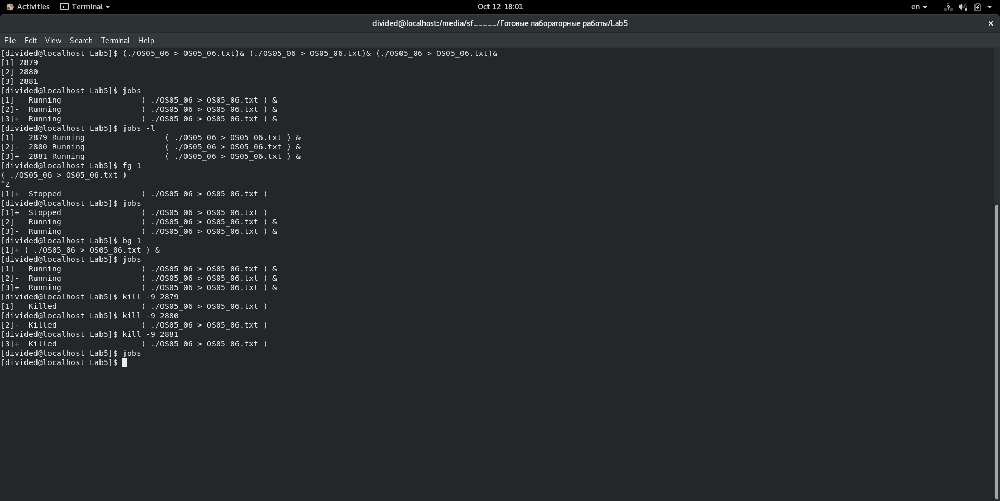 Activities Terminal Oct 12 18:01 en
divided@localhost:/media/sf_____/Готовые лабораторные работы/Lab5
File Edit View Search Terminal Help
[divided@localhost Lab5]$ (./OS05_06 > OS05_06.txt)& (./OS05_06 > OS05_06.txt)& (./OS05_06 > OS05_06.txt)&
[1] 2879
[2] 2880
[3] 2881
[divided@localhost Lab5]$ jobs
[1]   Running                 ( ./OS05_06 > OS05_06.txt ) &
[2]-  Running                 ( ./OS05_06 > OS05_06.txt ) &
[3]+  Running                 ( ./OS05_06 > OS05_06.txt ) &
[divided@localhost Lab5]$ jobs -l
[1]   2879 Running                 ( ./OS05_06 > OS05_06.txt ) &
[2]-  2880 Running                 ( ./OS05_06 > OS05_06.txt ) &
[3]+  2881 Running                 ( ./OS05_06 > OS05_06.txt ) &
[divided@localhost Lab5]$ fg 1
( ./OS05_06 > OS05_06.txt )
^Z
[1]+  Stopped                 ( ./OS05_06 > OS05_06.txt )
[divided@localhost Lab5]$ jobs
[1]+  Stopped                 ( ./OS05_06 > OS05_06.txt )
[2]   Running                 ( ./OS05_06 > OS05_06.txt ) &
[3]-  Running                 ( ./OS05_06 > OS05_06.txt ) &
[divided@localhost Lab5]$ bg 1
[1]+ ( ./OS05_06 > OS05_06.txt ) &
[divided@localhost Lab5]$ jobs
[1]   Running                 ( ./OS05_06 > OS05_06.txt ) &
[2]-  Running                 ( ./OS05_06 > OS05_06.txt ) &
[3]+  Running                 ( ./OS05_06 > OS05_06.txt ) &
[divided@localhost Lab5]$ kill -9 2879
[1]   Killed                  ( ./OS05_06 > OS05_06.txt )
[divided@localhost Lab5]$ kill -9 2880
[2]-  Killed                  ( ./OS05_06 > OS05_06.txt )
[divided@localhost Lab5]$ kill -9 2881
[3]+  Killed                  ( ./OS05_06 > OS05_06.txt )
[divided@localhost Lab5]$ jobs
[divided@localhost Lab5]$